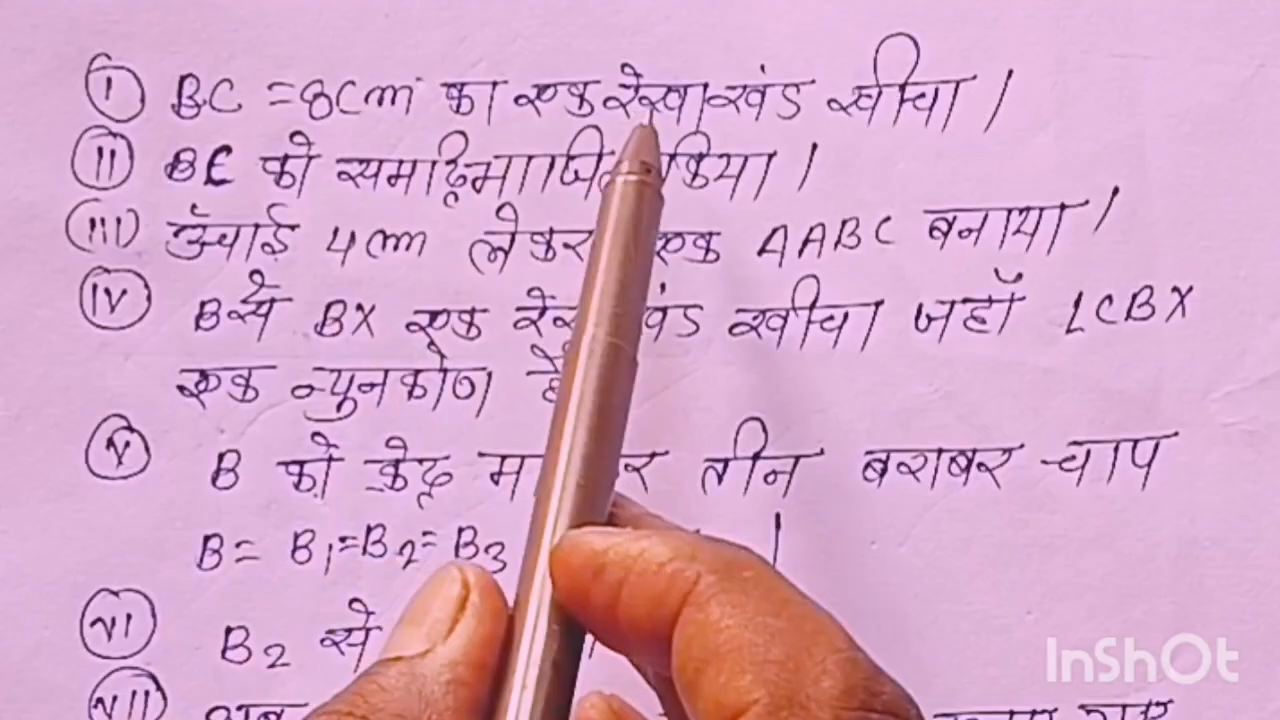 (i) BC = 8cm का एक रेखाखंड खींचा।
(ii) BC को समद्विभाजित किया।
(iii) ऊँचाई 4cm लेकर एक ΔABC बनाया।
(iv) B से BX एक रेखाखंड खींचा जहाँ ∠CBX
एक न्युनकोण है
(v) B को केंद्र मानकर तीन बराबर चाप
B = B₁ = B₂ = B₃ ।
(vi) B₂ से
(vii)
InShOt